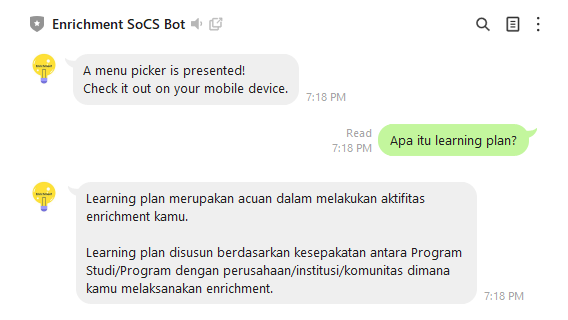 Enrichment SoCS Bot
A menu picker is presented!
Check it out on your mobile device.
7:18 PM
Read
7:18 PM
Apa itu learning plan?
Learning plan merupakan acuan dalam melakukan aktifitas
enrichment kamu.
Learning plan disusun berdasarkan kesepakatan antara Program
Studi/Program dengan perusahaan/institusi/komunitas dimana
kamu melaksanakan enrichment.
7:18 PM